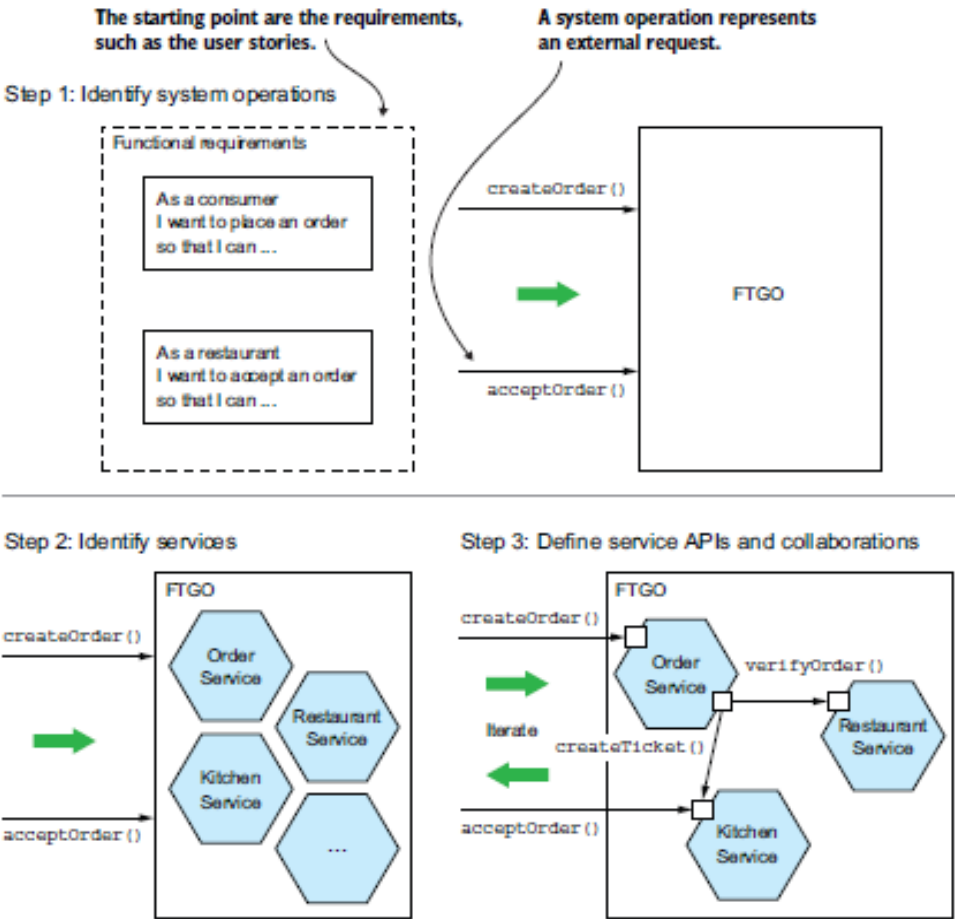 The starting point are the requirements,
such as the user stories.
A system operation represents
an external request.
Step 1: Identify system operations
Functional requirements
As a consumer
I want to place an order
so that I can ...
As a restaurant
I want to accept an order
so that I can ...
createOrder()
acceptOrder()
FTGO
Step 2: Identify services
FTGO
createOrder()
acceptOrder()
Order
Service
Restaurant
Service
Kitchen
Service
...
Step 3: Define service APIs and collaborations
FTGO
createOrder()
Iterate
acceptOrder()
Order
Service
verifyOrder()
Restaurant
Service
createTicket()
Kitchen
Service